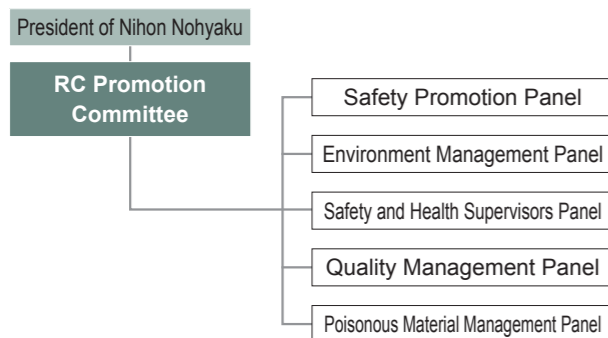 President of Nihon Nohyaku
RC Promotion
Committee
Safety Promotion Panel
Environment Management Panel
Safety and Health Supervisors Panel
Quality Management Panel
Poisonous Material Management Panel